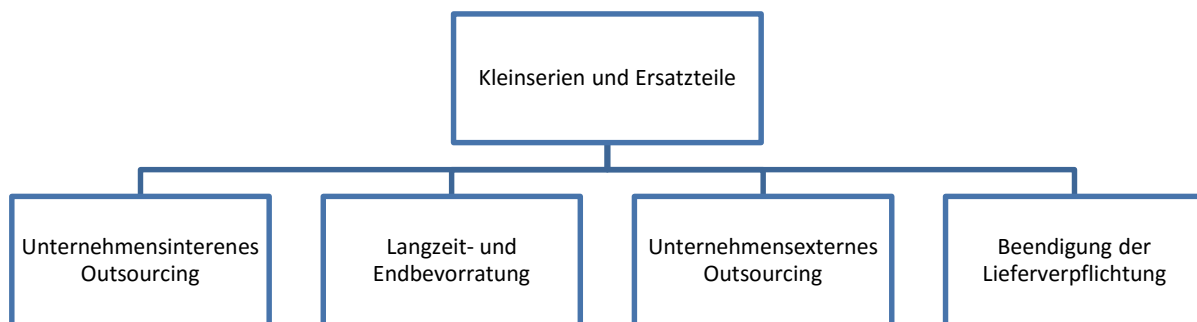 Kleinserien und Ersatzteile
Unternehmensinterenes
Outsourcing
Langzeit- und
Endbevorratung
Unternehmensexternes
Outsourcing
Beendigung der
Lieferverpflichtung